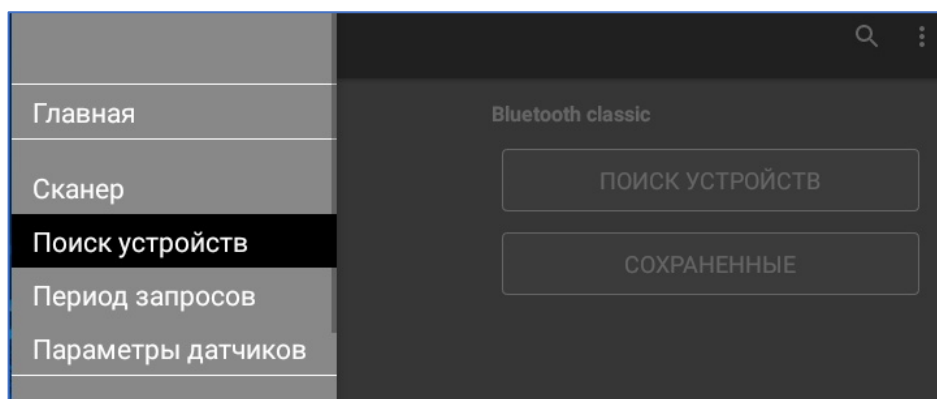 Главная
Сканер
Поиск устройств
Период запросов
Параметры датчиков
Bluetooth classic
ПОИСК УСТРОЙСТВ
СОХРАНЕННЫЕ